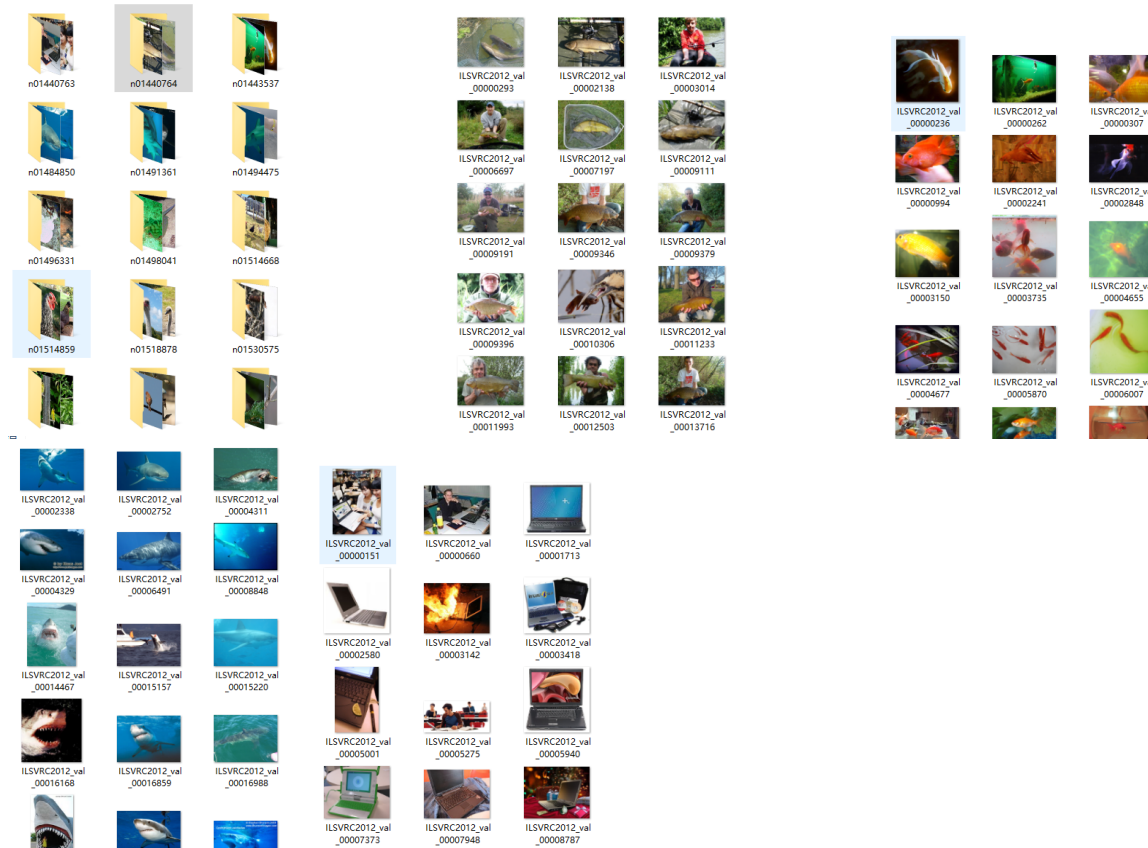 n01440763
n01440764
n01443537
n01484850
n01491361
n01494475
n01496331
n01498041
n01514668
n01514859
n01518878
n01530575
ILSVRC2012_val
_00000293
ILSVRC2012_val
_00002138
ILSVRC2012_val
_00003014
ILSVRC2012_val
_00006697
ILSVRC2012_val
_00007197
ILSVRC2012_val
_00009111
ILSVRC2012_val
_00009191
ILSVRC2012_val
_00009346
ILSVRC2012_val
_00009379
ILSVRC2012_val
_00009396
ILSVRC2012_val
_00010306
ILSVRC2012_val
_00011233
ILSVRC2012_val
_00011993
ILSVRC2012_val
_00012503
ILSVRC2012_val
_00013716
ILSVRC2012_val
_00000236
ILSVRC2012_val
_00000262
ILSVRC2012_va
_00000307
ILSVRC2012_val
_00000994
ILSVRC2012_val
_00002241
ILSVRC2012_va
_00002848
ILSVRC2012_val
_00003150
ILSVRC2012_val
_00003735
ILSVRC2012_va
_00004655
ILSVRC2012_val
_00004677
ILSVRC2012_val
_00005870
ILSVRC2012_va
_00006007
ILSVRC2012_val
_00002338
ILSVRC2012_val
_00002752
ILSVRC2012_val
_00004311
ILSVRC2012_val
_00004329
ILSVRC2012_val
_00006491
ILSVRC2012_val
_00008848
ILSVRC2012_val
_00014467
ILSVRC2012_val
_00015157
ILSVRC2012_val
_00015220
ILSVRC2012_val
_00016168
ILSVRC2012_val
_00016859
ILSVRC2012_val
_00016988
ILSVRC2012_val
_00000151
ILSVRC2012_val
_00000660
ILSVRC2012_val
_00001713
ILSVRC2012_val
_00002580
ILSVRC2012_val
_00003142
ILSVRC2012_val
_00003418
ILSVRC2012_val
_00005001
ILSVRC2012_val
_00005275
ILSVRC2012_val
_00005940
ILSVRC2012_val
_00007373
ILSVRC2012_val
_00007948
ILSVRC2012_val
_00008787